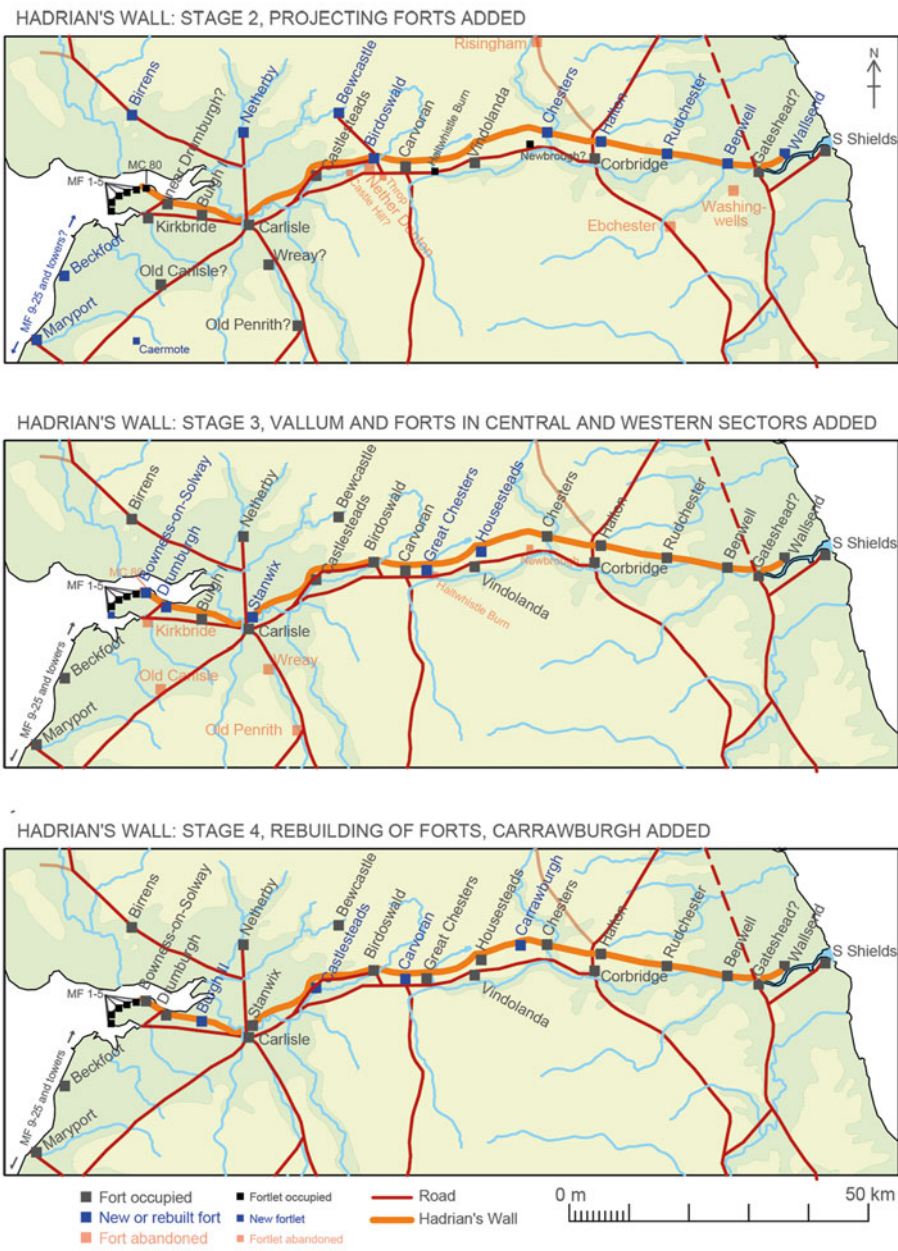 HADRIAN'S WALL: STAGE 2, PROJECTING FORTS ADDED
Risingham
N
Birrens
Netherby
Bewcastle
Castlesteads
Birdoswald
Carvoran
Haltwhistle Burn
Vindolanda
Newbrough?
Chesters
Halton
Corbridge
Rudchester
Benwell
Gateshead?
Wallsend
S Shields
near Drumburgh?
MC 80
MF 1-5
Burgh I
Kirkbride
Carlisle
Castle Hill?
Nether Denton
Throp
Washing-
wells
Ebchester
MF 9-25 and towers?
Beckfoot
Old Carlisle?
Wreay?
Maryport
Old Penrith?
Caermote
HADRIAN'S WALL: STAGE 3, VALLUM AND FORTS IN CENTRAL AND WESTERN SECTORS ADDED
Birrens
Bowness-on-Solway
Drumburgh
MC 80
MF 1-5
Burgh I
Netherby
Stanwix
Bewcastle
Castlesteads
Birdoswald
Carvoran
Great Chesters
Housesteads
Newbrough
Chesters
Halton
Corbridge
Rudchester
Benwell
Gateshead?
Wallsend
S Shields
Haltwhistle Burn
Vindolanda
Kirkbride
Carlisle
MF 9-25 and towers
Beckfoot
Old Carlisle
Wreay
Maryport
Old Penrith
HADRIAN'S WALL: STAGE 4, REBUILDING OF FORTS, CARRAWBURGH ADDED
Birrens
Bowness-on-Solway
Drumburgh
MF 1-5
Burgh II
Netherby
Stanwix
Bewcastle
Castlesteads
Birdoswald
Carvoran
Great Chesters
Housesteads
Carrawburgh
Chesters
Halton
Corbridge
Rudchester
Benwell
Gateshead?
Wallsend
S Shields
Vindolanda
Carlisle
MF 9-25 and towers
Beckfoot
Maryport
Fort occupied
New or rebuilt fort
Fort abandoned
Fortlet occupied
New fortlet
Fortlet abandoned
Road
Hadrian's Wall
0 m
50 km